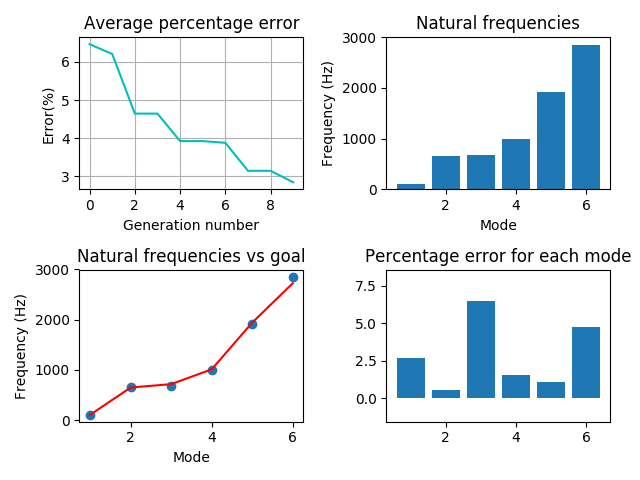 Average percentage error
Error(%)
6
5
4
3
0 2 4 6 8
Generation number
Natural frequencies
Frequency (Hz)
3000
2000
1000
0
2 4 6
Mode
Natural frequencies vs goal
Frequency (Hz)
3000
2000
1000
0
2 4 6
Mode
Percentage error for each mode
7.5
5.0
2.5
0.0
2 4 6